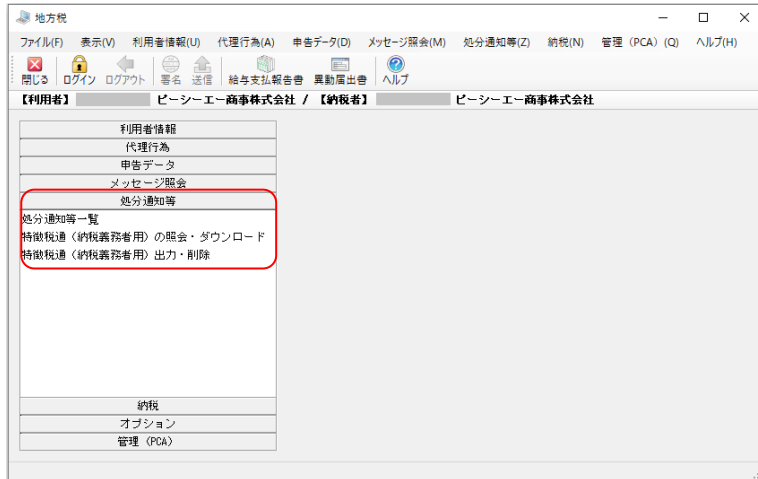 地方税
ファイル(F) 表示(V) 利用者情報(U) 代理行為(A) 申告データ(D) メッセージ照会(M) 処分通知等(Z) 納税(N) 管理 (PCA) (Q) ヘルプ(H)
閉じる ログイン ログアウト 署名 送信 給与支払報告書 異動届出書 ヘルプ
【利用者】 ピーシーエー商事株式会社 / 【納税者】 ピーシーエー商事株式会社
利用者情報
代理行為
申告データ
メッセージ照会
処分通知等
処分通知等一覧
特徴税通（納税義務者用）の照会・ダウンロード
特徴税通（納税義務者用）出力・削除
納税
オプション
管理 (PCA)